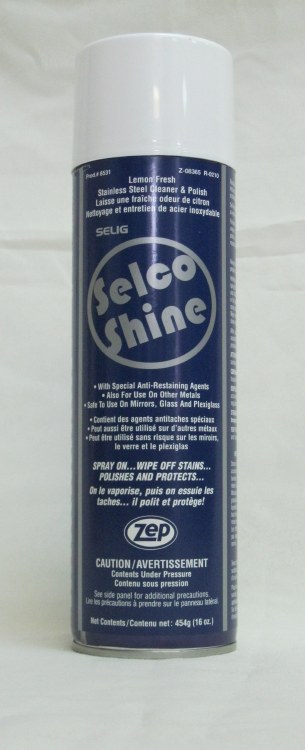 Prod.# 8531 Z-08365 R-0210
Lemon Fresh
Stainless Steel Cleaner & Polish
Laisse une fraîche odeur de citron
Nettoyage et entretien de acier inoxydable
SELIG
Selco
Shine
• With Special Anti-Restaining Agents
• Also For Use On Other Metals
• Safe To Use On Mirrors, Glass And Plexiglass
• Contient des agents antitaches spéciaux
• Peut aussi être utilisé sur d'autres métaux
• Peut être utilisé sans risque sur les miroirs,
le verre et le plexiglas
SPRAY ON...WIPE OFF STAINS...
POLISHES AND PROTECTS...
On le vaporise, puis on essuie les
taches... il polit et protège!
Zep
CAUTION/AVERTISSEMENT
Contents Under Pressure
Contenu sous pression
See side panel for additional precautions.
Lire les précautions à prendre sur le panneau latéral.
Net Contents/Contenu net: 454g (16 oz.)